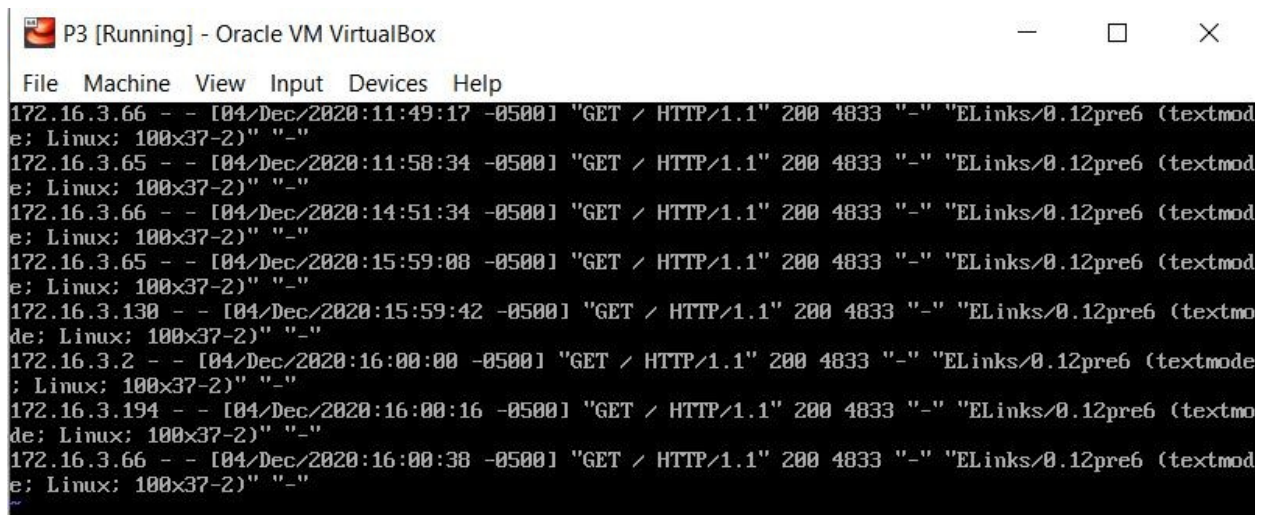 P3 [Running] - Oracle VM VirtualBox
File Machine View Input Devices Help
172.16.3.66 - - [04/Dec/2020:11:49:17 -0500] "GET / HTTP/1.1" 200 4833 "-" "ELinks/0.12pre6 (textmod
e; Linux; 100x37-2)" "-"
172.16.3.65 - - [04/Dec/2020:11:58:34 -0500] "GET / HTTP/1.1" 200 4833 "-" "ELinks/0.12pre6 (textmod
e; Linux; 100x37-2)" "-"
172.16.3.66 - - [04/Dec/2020:14:51:34 -0500] "GET / HTTP/1.1" 200 4833 "-" "ELinks/0.12pre6 (textmod
e; Linux; 100x37-2)" "-"
172.16.3.65 - - [04/Dec/2020:15:59:08 -0500] "GET / HTTP/1.1" 200 4833 "-" "ELinks/0.12pre6 (textmod
e; Linux; 100x37-2)" "-"
172.16.3.130 - - [04/Dec/2020:15:59:42 -0500] "GET / HTTP/1.1" 200 4833 "-" "ELinks/0.12pre6 (textmo
de; Linux; 100x37-2)" "-"
172.16.3.2 - - [04/Dec/2020:16:00:00 -0500] "GET / HTTP/1.1" 200 4833 "-" "ELinks/0.12pre6 (textmode
; Linux; 100x37-2)" "-"
172.16.3.194 - - [04/Dec/2020:16:00:16 -0500] "GET / HTTP/1.1" 200 4833 "-" "ELinks/0.12pre6 (textmo
de; Linux; 100x37-2)" "-"
172.16.3.66 - - [04/Dec/2020:16:00:38 -0500] "GET / HTTP/1.1" 200 4833 "-" "ELinks/0.12pre6 (textmod
e; Linux; 100x37-2)" "-"
~